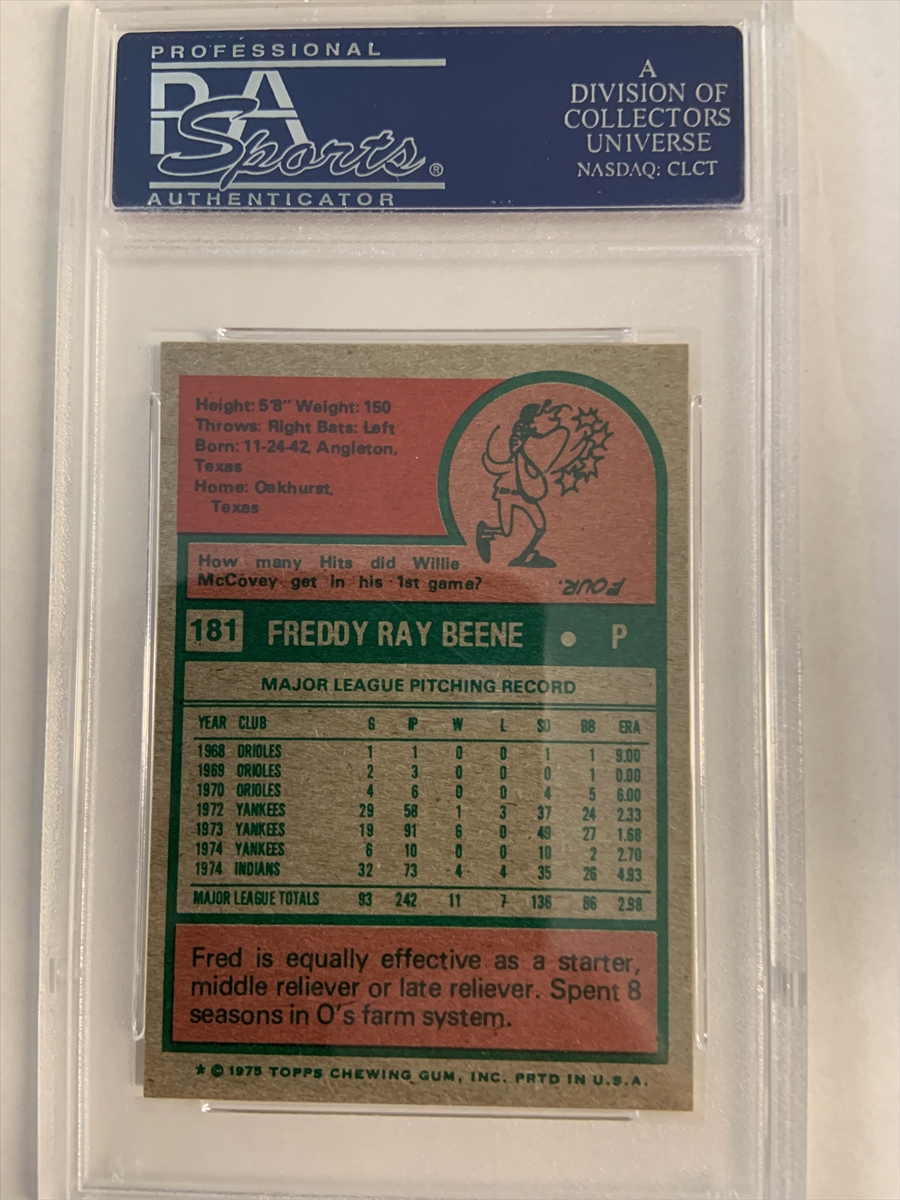 PROFESSIONAL
PSA
Sports®
AUTHENTICATOR
A
DIVISION OF
COLLECTORS
UNIVERSE
NASDAQ: CLCT
Height: 5'8" Weight: 150
Throws: Right Bats: Left
Born: 11-24-42, Angleton,
Texas
Home: Oakhurst,
Texas
How many Hits did Willie
McCovey get in his 1st game?
FOUR.
181 FREDDY RAY BEENE • P
MAJOR LEAGUE PITCHING RECORD
YEAR CLUB G IP W L SO BB ERA
1968 ORIOLES 1 1 0 0 1 1 9.00
1969 ORIOLES 2 3 0 0 0 1 0.00
1970 ORIOLES 4 6 0 0 4 5 6.00
1972 YANKEES 29 58 1 3 37 24 2.33
1973 YANKEES 19 91 6 0 49 27 1.68
1974 YANKEES 6 10 0 0 10 2 2.70
1974 INDIANS 32 73 4 4 35 26 4.93
MAJOR LEAGUE TOTALS 93 242 11 7 136 86 2.98
Fred is equally effective as a starter,
middle reliever or late reliever. Spent 8
seasons in O's farm system.
* © 1975 TOPPS CHEWING GUM, INC. PRTD IN U.S.A.